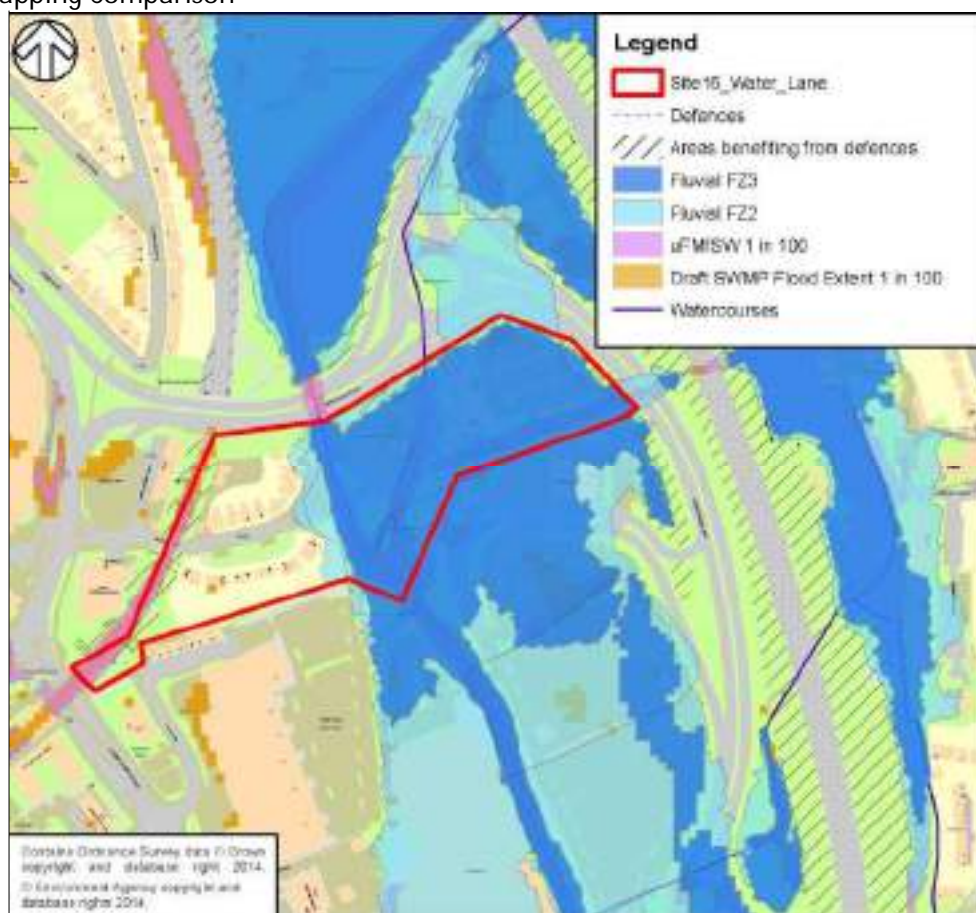 apping comparison
Legend
Site16_Water_Lane
Defences
Areas benefiting from defences
Fluvial FZ3
Fluvial FZ2
uFMfSW 1 in 100
Draft SWMP Flood Extent 1 in 100
Watercourses
Contains Ordnance Survey data © Crown
copyright and database right 2014.
© Environment Agency copyright and
database rights 2014